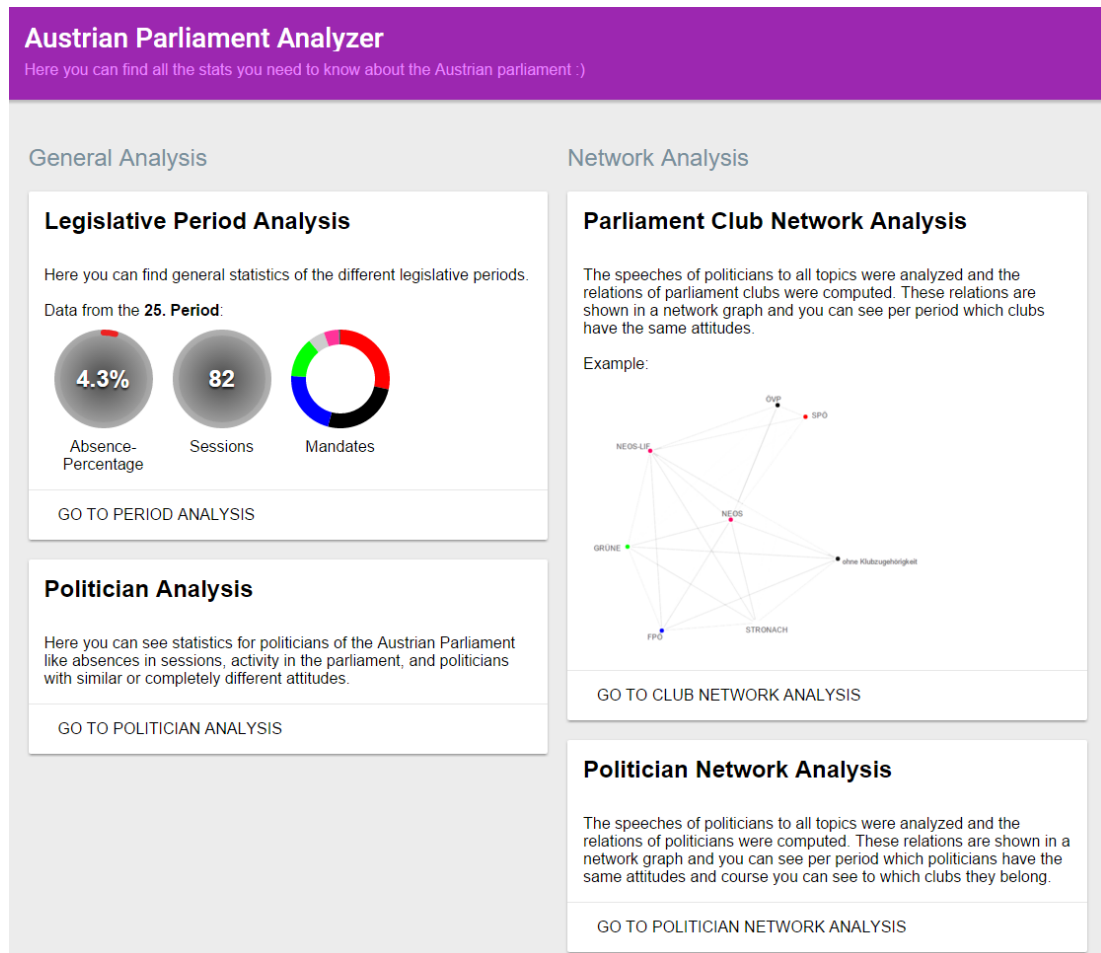 Austrian Parliament Analyzer
Here you can find all the stats you need to know about the Austrian parliament :)
General Analysis
Legislative Period Analysis
Here you can find general statistics of the different legislative periods.
Data from the 25. Period:
4.3%
82
Absence-
Percentage
Sessions
Mandates
GO TO PERIOD ANALYSIS
Politician Analysis
Here you can see statistics for politicians of the Austrian Parliament
like absences in sessions, activity in the parliament, and politicians
with similar or completely different attitudes.
GO TO POLITICIAN ANALYSIS
Network Analysis
Parliament Club Network Analysis
The speeches of politicians to all topics were analyzed and the
relations of parliament clubs were computed. These relations are
shown in a network graph and you can see per period which clubs
have the same attitudes.
Example:
ÖVP
SPÖ
NEOS-LIF
NEOS
GRÜNE
ohne Klubzugehörigkeit
FPÖ
STRONACH
GO TO CLUB NETWORK ANALYSIS
Politician Network Analysis
The speeches of politicians to all topics were analyzed and the
relations of politicians were computed. These relations are shown in a
network graph and you can see per period which politicians have the
same attitudes and course you can see to which clubs they belong.
GO TO POLITICIAN NETWORK ANALYSIS